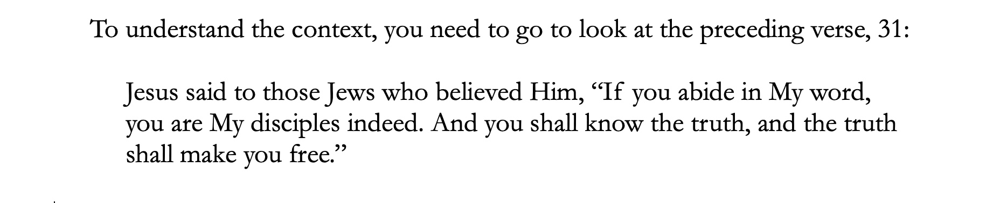 To understand the context, you need to go to look at the preceding verse, 31:
Jesus said to those Jews who believed Him, “If you abide in My word,
you are My disciples indeed. And you shall know the truth, and the truth
shall make you free.”